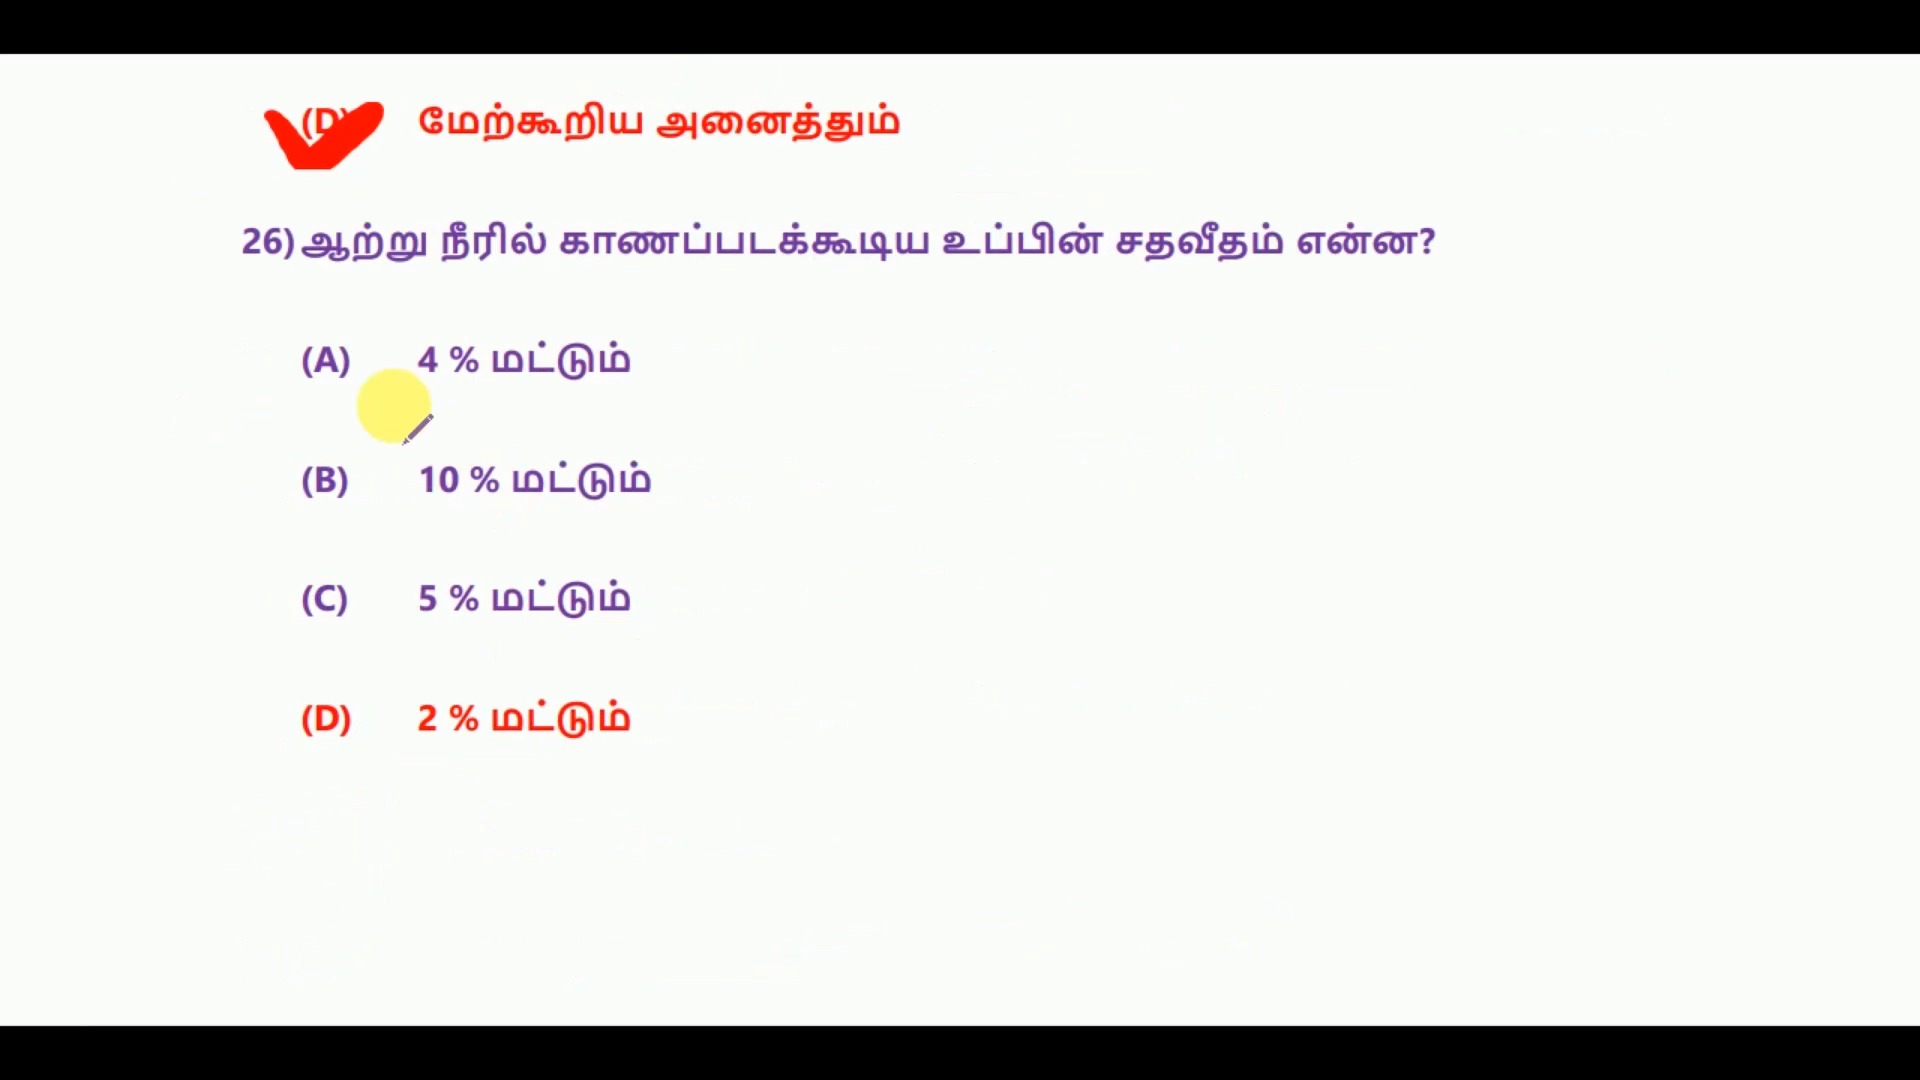 (D) மேற்கூறிய அனைத்தும்
26) ஆற்று நீரில் காணப்படக்கூடிய உப்பின் சதவீதம் என்ன?
(A) 4 % மட்டும்
(B) 10 % மட்டும்
(C) 5 % மட்டும்
(D) 2 % மட்டும்